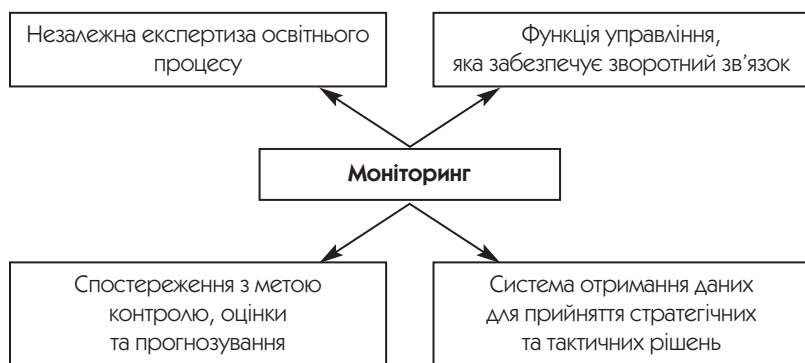 Незалежна експертиза освітнього
процесу
Функція управління,
яка забезпечує зворотний зв’язок
Моніторинг
Спостереження з метою
контролю, оцінки
та прогнозування
Система отримання даних
для прийняття стратегічних
та тактичних рішень